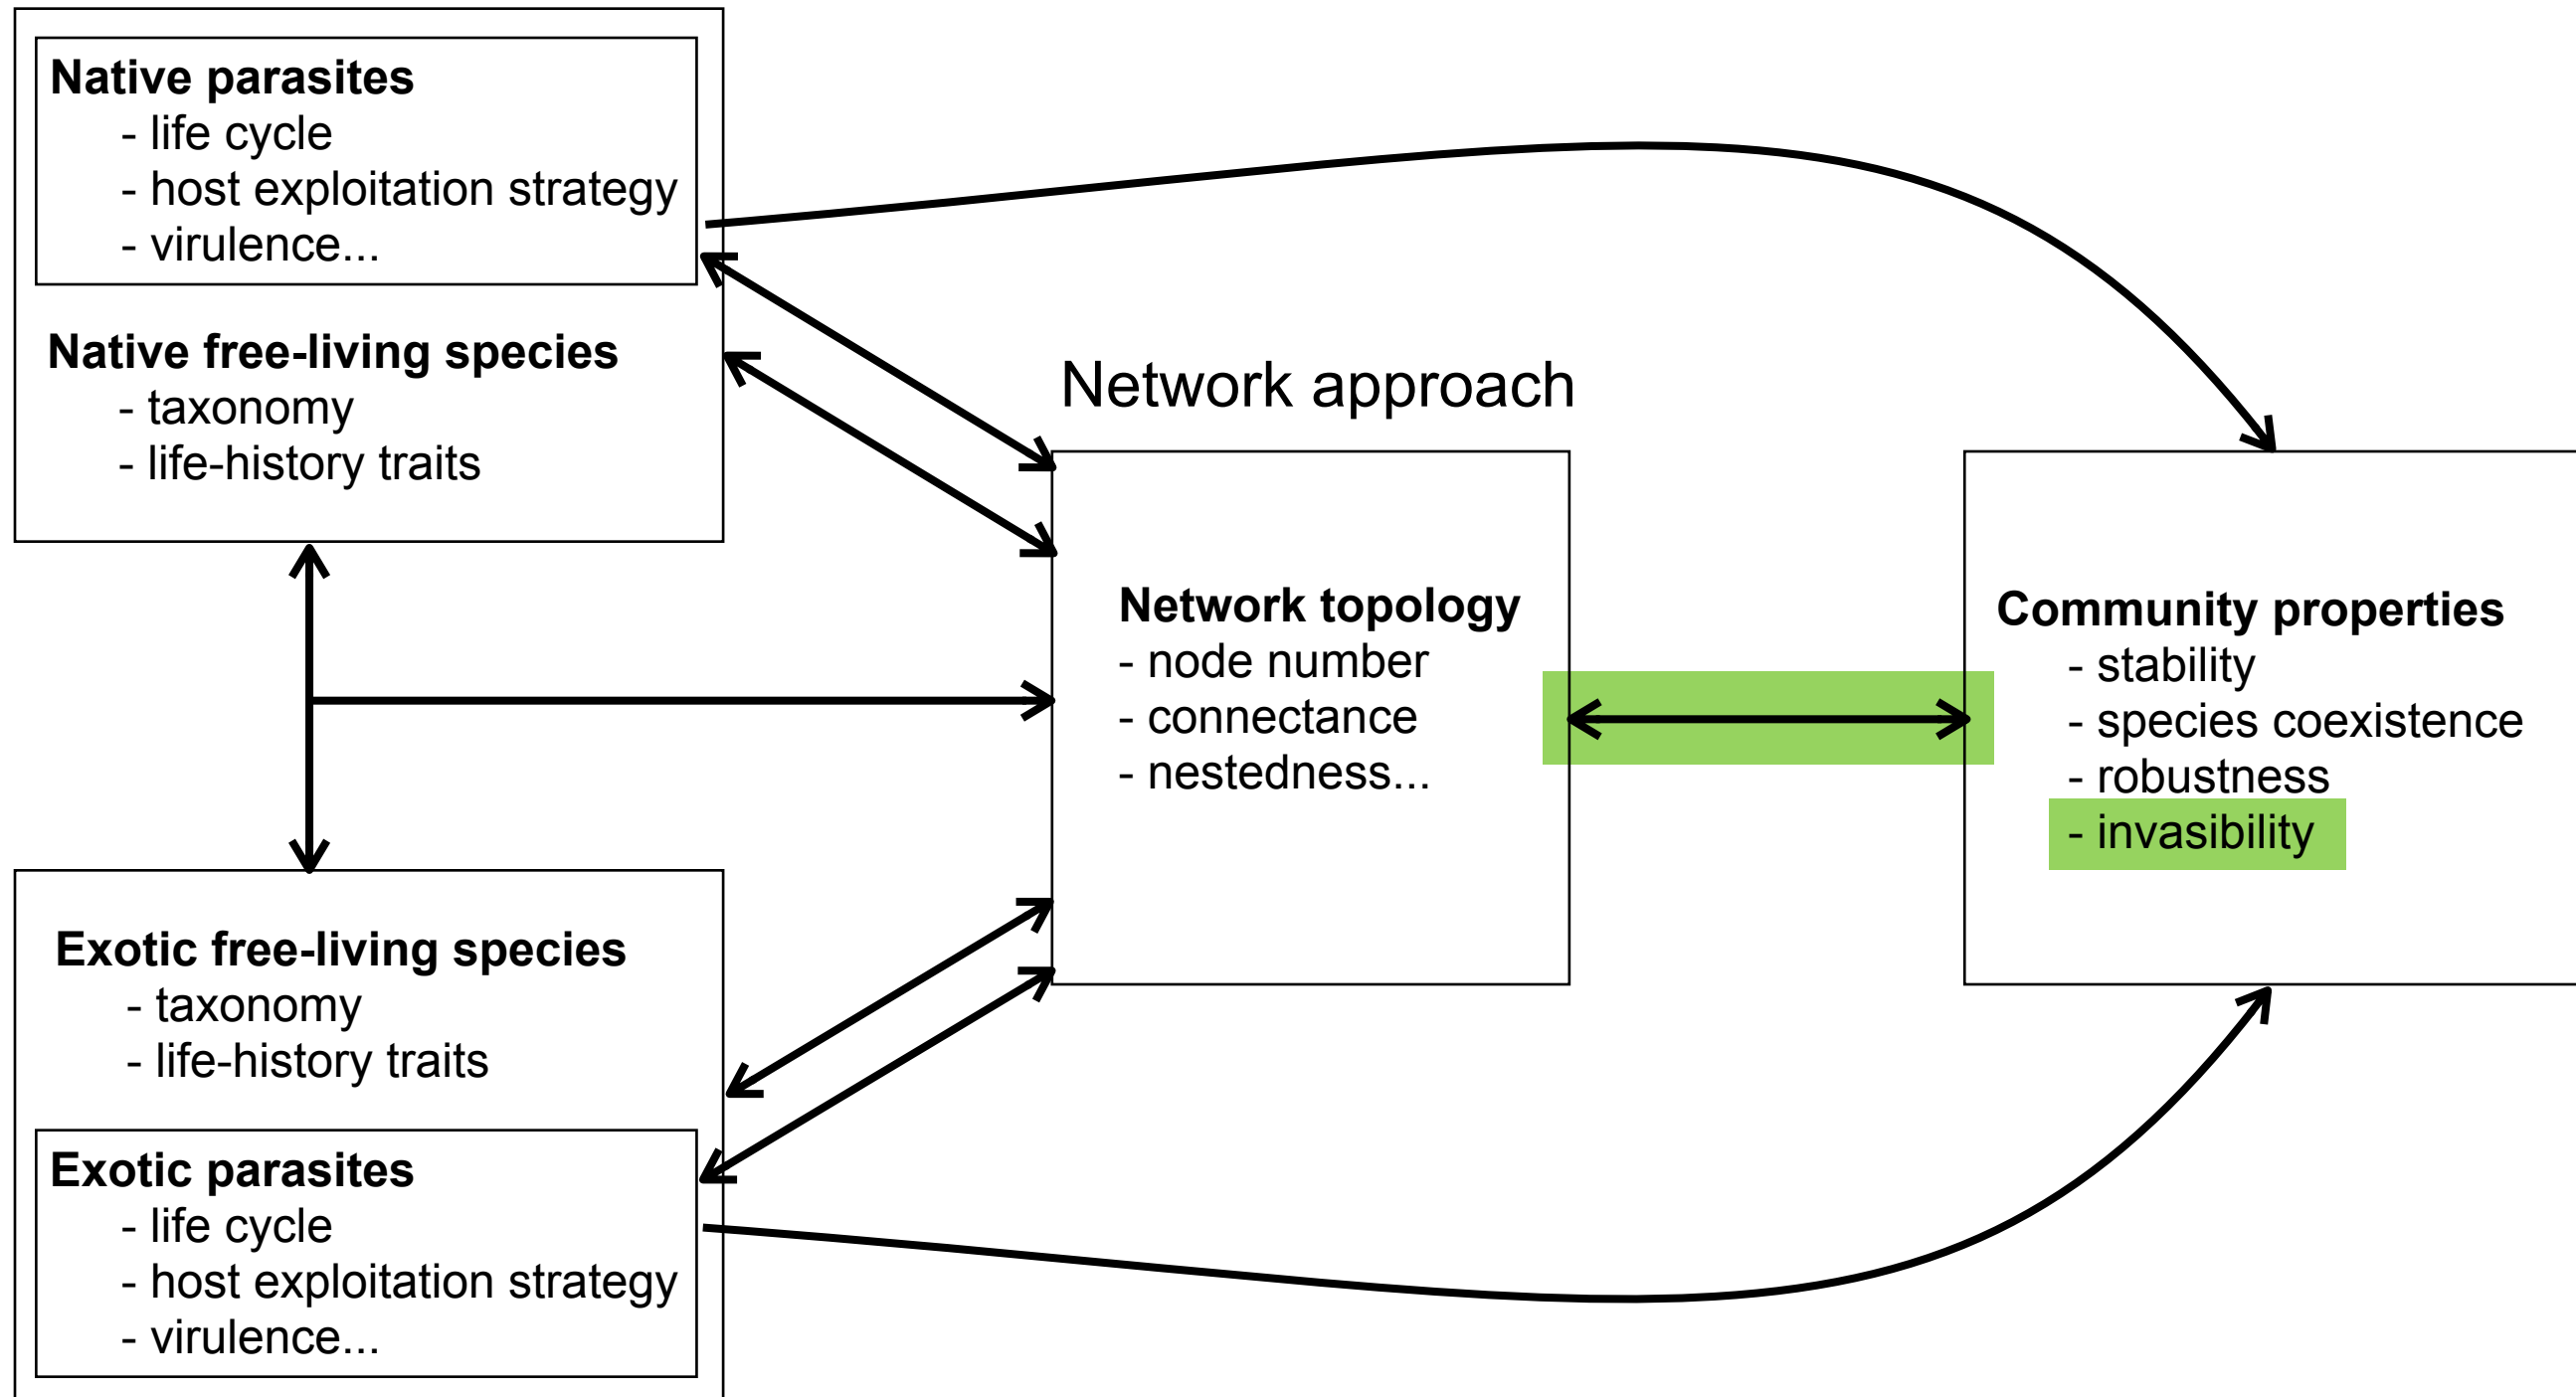 Native parasites
- life cycle
- host exploitation strategy
- virulence...
Native free-living species
- taxonomy
- life-history traits
Network approach
Network topology
- node number
- connectance
- nestedness...
Community properties
- stability
- species coexistence
- robustness
- invasibility
Exotic free-living species
- taxonomy
- life-history traits
Exotic parasites
- life cycle
- host exploitation strategy
- virulence...